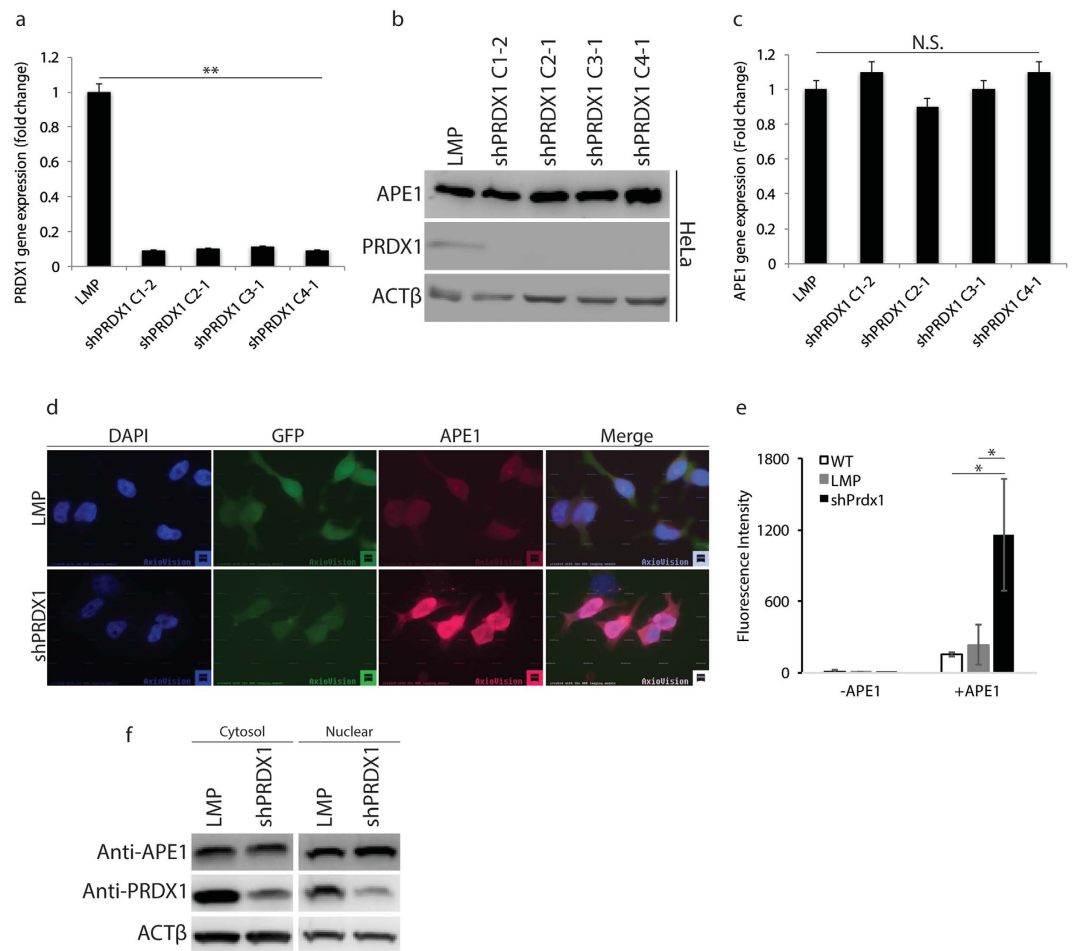 a
PRDX1 gene expression (fold change)
1.2
1
0.8
0.6
0.4
0.2
0
**
LMP
shPRDX1 C1-2
shPRDX1 C2-1
shPRDX1 C3-1
shPRDX1 C4-1
b
LMP
shPRDX1 C1-2
shPRDX1 C2-1
shPRDX1 C3-1
shPRDX1 C4-1
APE1
PRDX1
ACTβ
HeLa
c
APE1 gene expression (Fold change)
N.S.
1.2
1
0.8
0.6
0.4
0.2
0
LMP
shPRDX1 C1-2
shPRDX1 C2-1
shPRDX1 C3-1
shPRDX1 C4-1
d
DAPI GFP APE1 Merge
LMP
AxioVision AxioVision AxioVision AxioVision
shPRDX1
AxioVision AxioVision AxioVision AxioVision
e
Fluorescence Intensity
1800
1200
600
0
WT
LMP
shPrdx1
*
*
-APE1 +APE1
f
Cytosol Nuclear
LMP shPRDX1 LMP shPRDX1
Anti-APE1
Anti-PRDX1
ACTβ